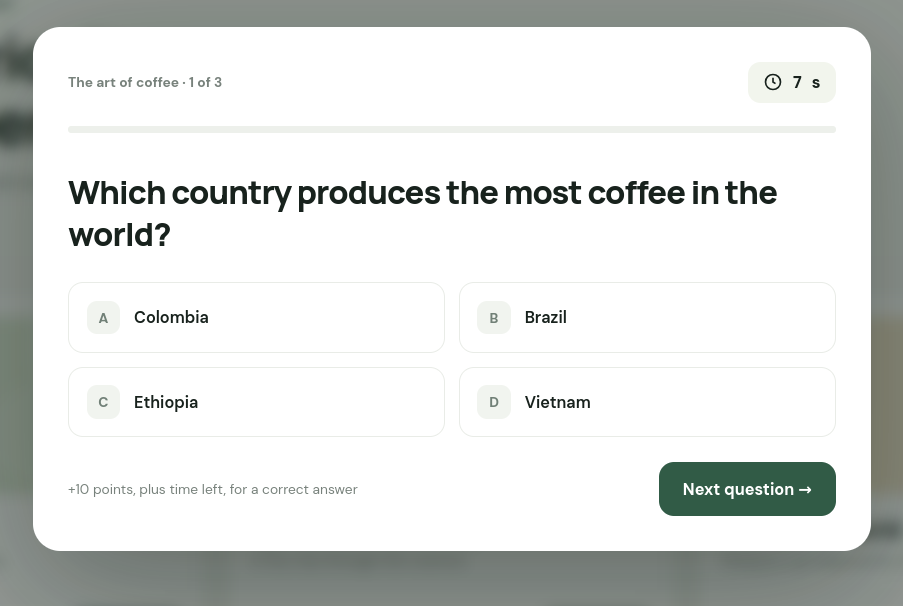 The art of coffee · 1 of 3
7 s
Which country produces the most coffee in the
world?
A Colombia
B Brazil
C Ethiopia
D Vietnam
+10 points, plus time left, for a correct answer
Next question →